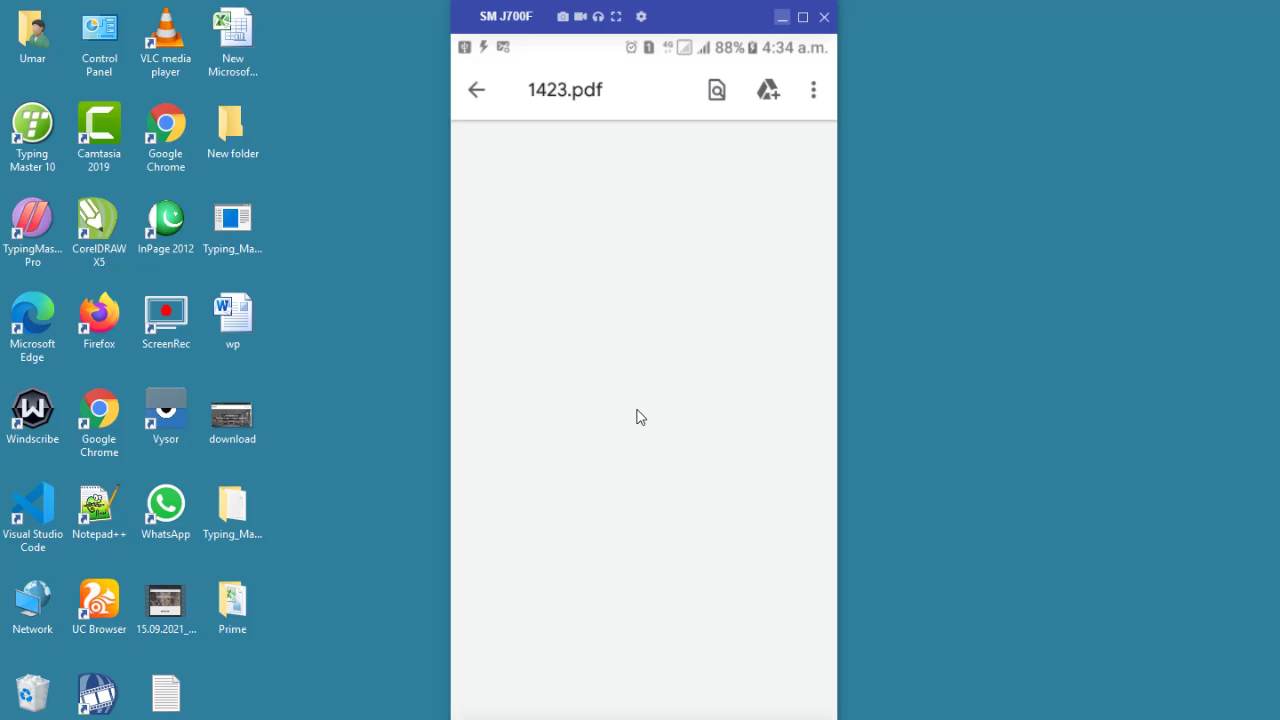 SM J700F
4G
88%
4:34 a.m.
1423.pdf
Umar
Control
Panel
VLC media
player
New
Microsof...
Typing
Master 10
Camtasia
2019
Google
Chrome
New folder
TypingMas...
Pro
CorelDRAW
X5
InPage 2012
Typing_Ma...
Microsoft
Edge
Firefox
ScreenRec
wp
Windscribe
Google
Chrome
Vysor
download
Visual Studio
Code
Notepad++
WhatsApp
Typing_Ma...
Network
UC Browser
15.09.2021_...
Prime